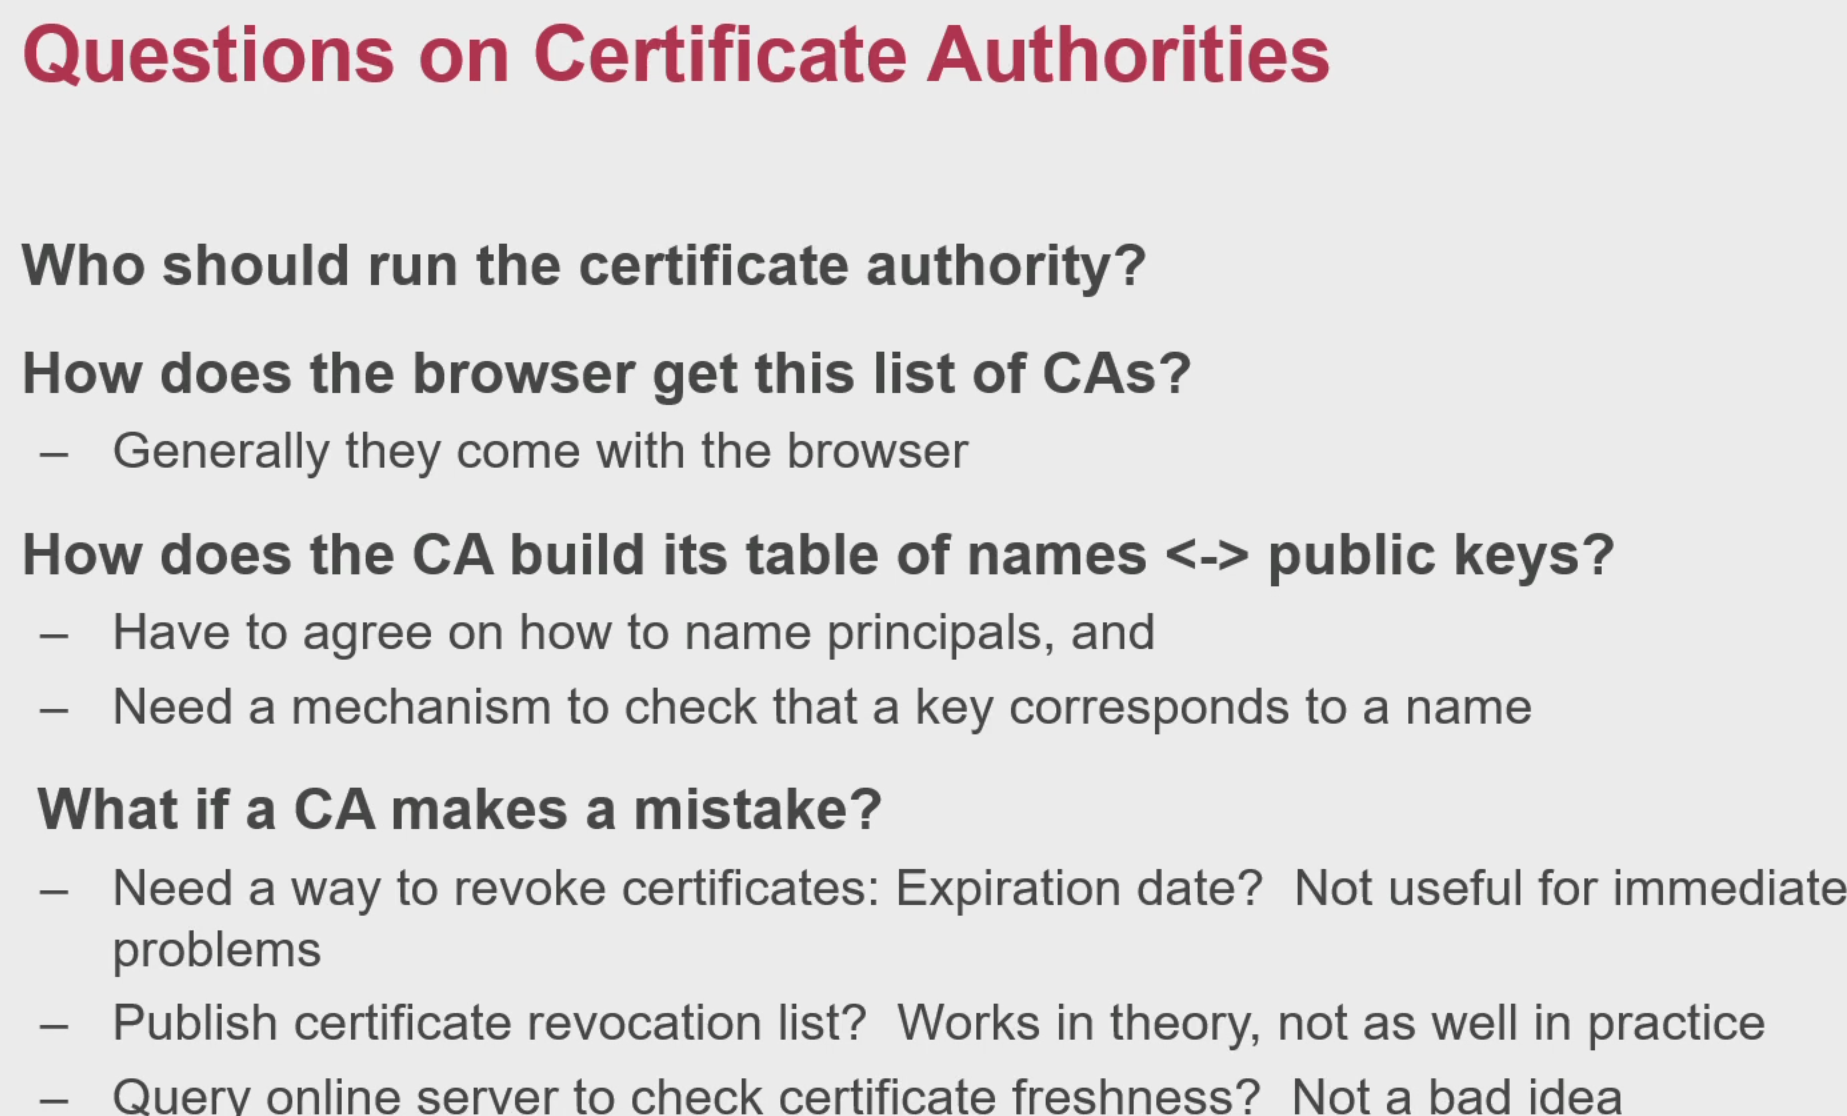 Questions on Certificate Authorities
Who should run the certificate authority?
How does the browser get this list of CAs?
– Generally they come with the browser
How does the CA build its table of names <-> public keys?
– Have to agree on how to name principals, and
– Need a mechanism to check that a key corresponds to a name
What if a CA makes a mistake?
– Need a way to revoke certificates: Expiration date?  Not useful for immediate
problems
– Publish certificate revocation list?  Works in theory, not as well in practice
– Query online server to check certificate freshness?  Not a bad idea